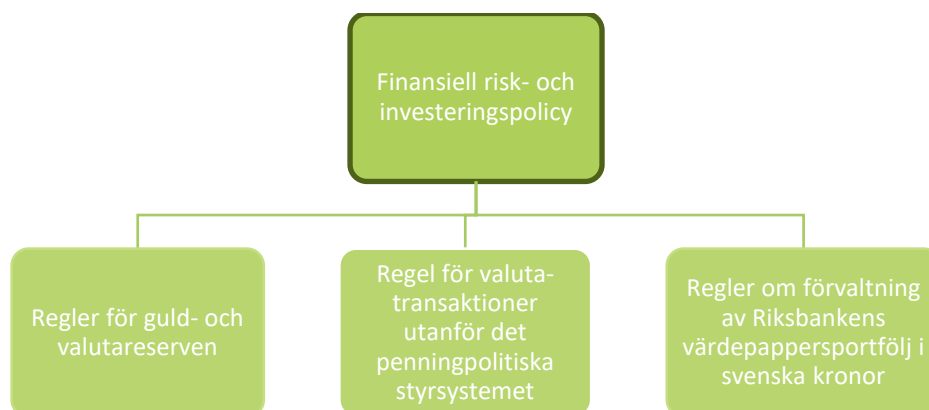 Finansiell risk- och
investeringspolicy
Regler för guld- och
valutareserven
Regel för valuta-
transaktioner
utanför det
penningpolitiska
styrsystemet
Regler om förvaltning
av Riksbankens
värdepappersportfölj i
svenska kronor